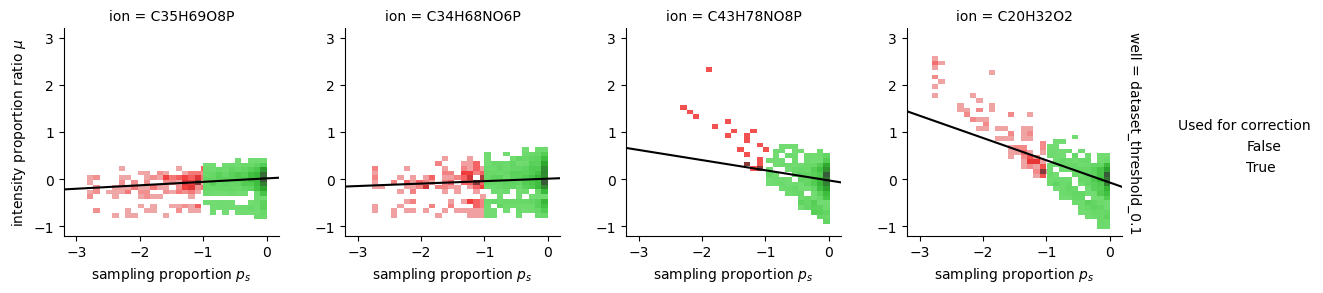 ion = C35H69O8P
ion = C34H68NO6P
ion = C43H78NO8P
ion = C20H32O2
intensity proportion ratio μ
3
2
1
0
−1
−3 −2 −1 0
sampling proportion pₛ
3
2
1
0
−1
−3 −2 −1 0
sampling proportion pₛ
3
2
1
0
−1
−3 −2 −1 0
sampling proportion pₛ
3
2
1
0
−1
−3 −2 −1 0
sampling proportion pₛ
well = dataset_threshold_0.1
Used for correction
False
True